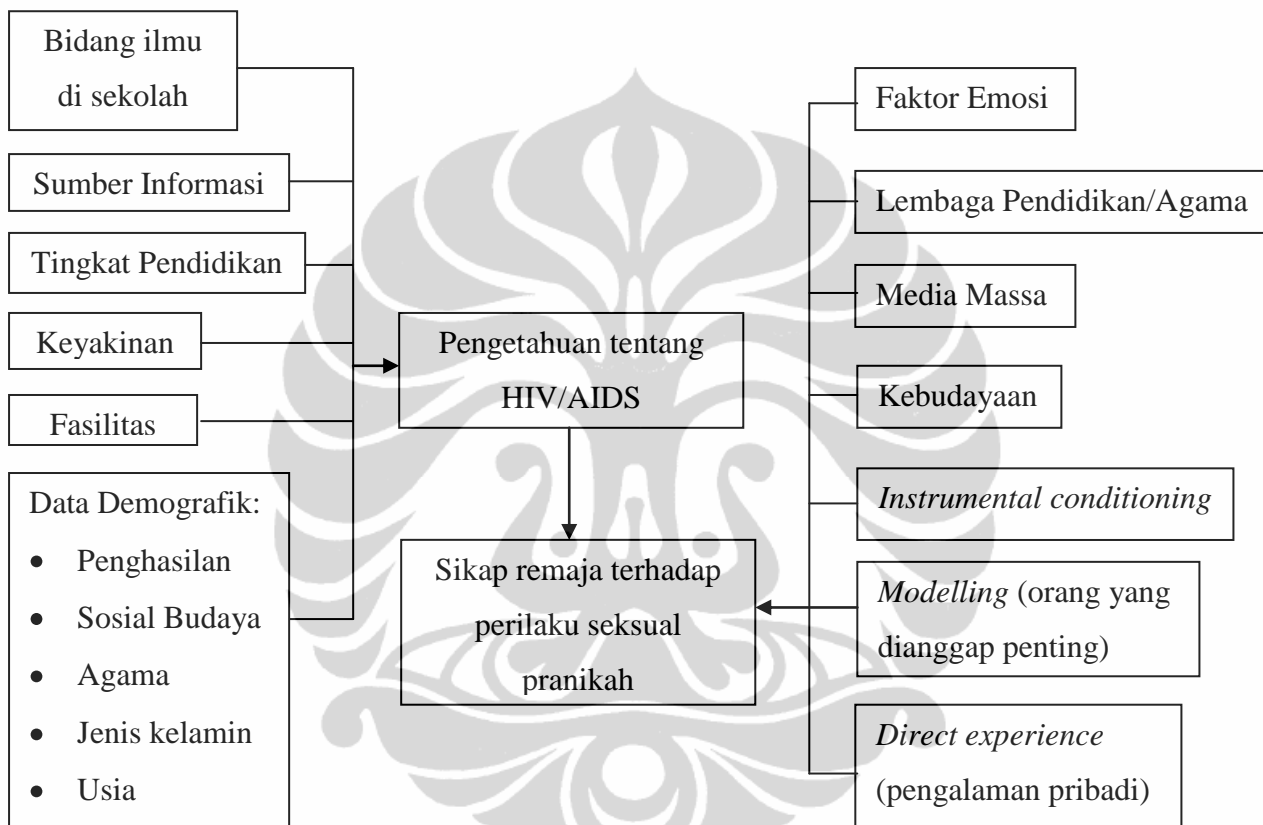 Bidang ilmu
di sekolah
Sumber Informasi
Tingkat Pendidikan
Keyakinan
Fasilitas
Data Demografik:
• Penghasilan
• Sosial Budaya
• Agama
• Jenis kelamin
• Usia
Pengetahuan tentang
HIV/AIDS
Sikap remaja terhadap
perilaku seksual
pranikah
Faktor Emosi
Lembaga Pendidikan/Agama
Media Massa
Kebudayaan
Instrumental conditioning
Modelling (orang yang
dianggap penting)
Direct experience
(pengalaman pribadi)